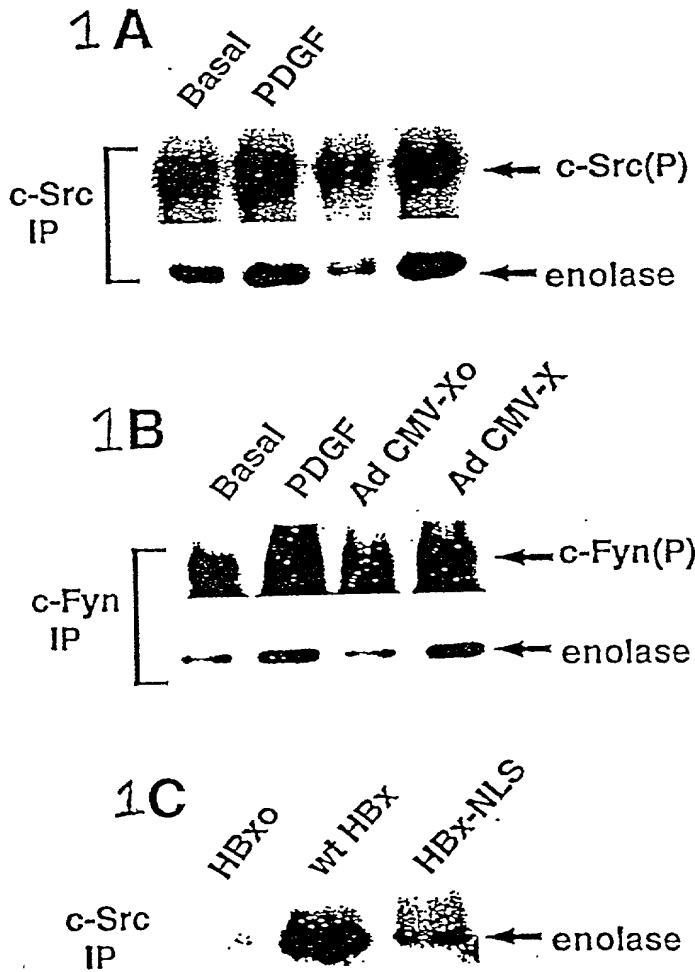 1A
Basal
PDGF
c-Src
IP
c-Src(P)
enolase
1B
Basal
PDGF
Ad CMV-Xo
Ad CMV-X
c-Fyn
IP
c-Fyn(P)
enolase
1C
HBxo
wt HBx
HBx-NLS
c-Src
IP
enolase